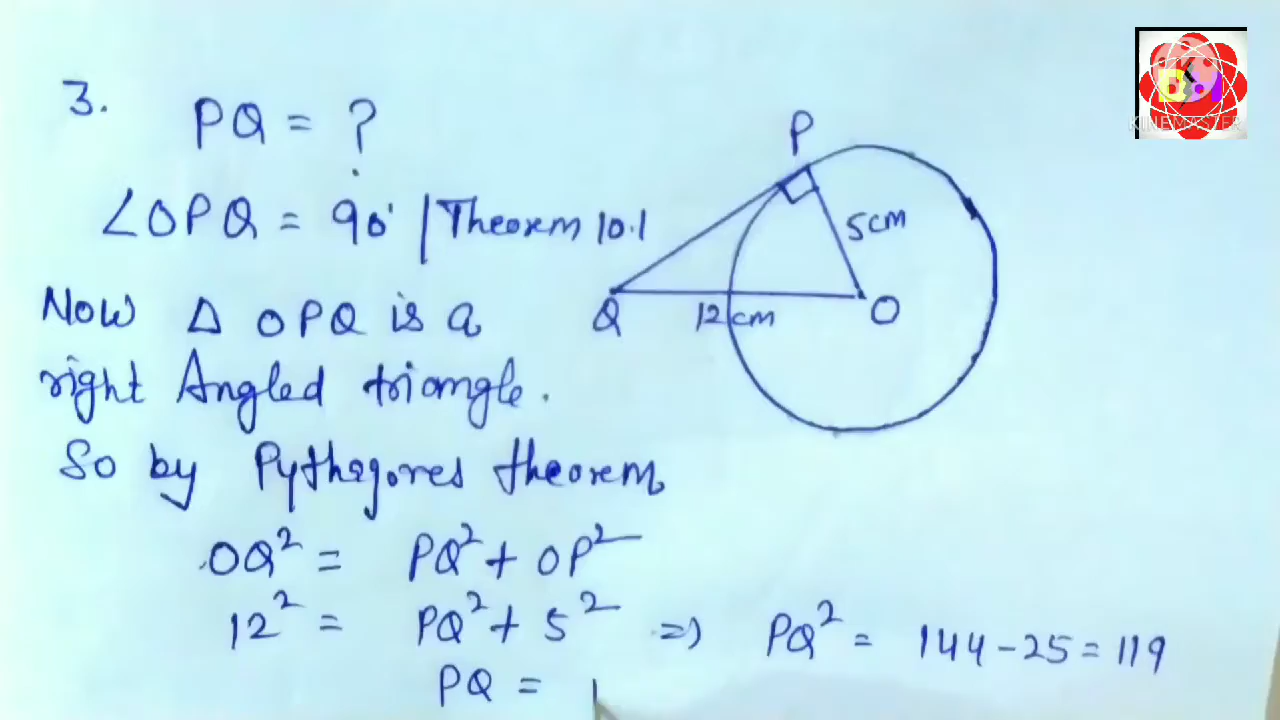 3.
PQ = ?
∠OPQ = 90° | Theorem 10.1
Now △ OPQ is a
right Angled triangle.
So by Pythagores theorem
OQ² = PQ² + OP²
12² = PQ² + 5² => PQ² = 144 - 25 = 119
PQ =
P
5cm
Q
12cm
O
KINEMASTER